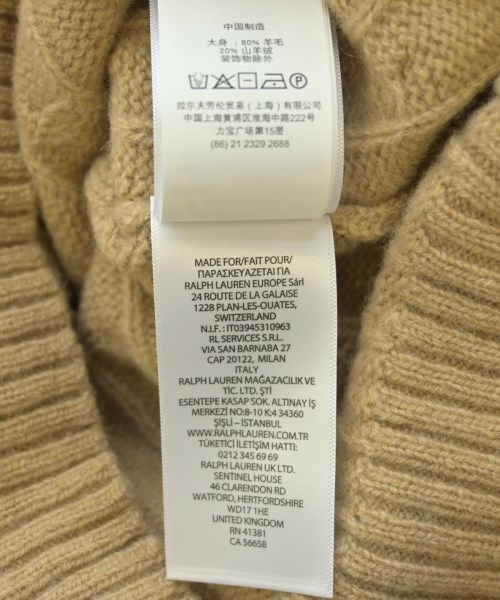 中国制造
大身：80% 羊毛
20% 山羊绒
装饰物除外
拉尔夫劳伦贸易（上海）有限公司
中国上海黄浦区淮海中路222号
力宝广场第15层
(86) 21 2329 2688
MADE FOR/FAIT POUR/
ΠΑΡΑΣΚΕΥΑΖΕΤΑΙ ΓΙΑ
RALPH LAUREN EUROPE Sárl
24 ROUTE DE LA GALAISE
1228 PLAN-LES-OUATES,
SWITZERLAND
N.I.F. : IT03945310963
RL SERVICES S.R.L.
VIA SAN BARNABA 27
CAP 20122, MILAN
ITALY
RALPH LAUREN MAĞAZACILIK VE
TİC. LTD. ŞTİ
ESENTEPE KASAP SOK. ALTINAY İŞ
MERKEZİ NO:8-10 K:4 34360
ŞİŞLİ – İSTANBUL
WWW.RALPHLAUREN.COM.TR
TÜKETİCİ İLETİŞİM HATTI:
0212 345 69 69
RALPH LAUREN UK LTD.
SENTINEL HOUSE
46 CLARENDON RD
WATFORD, HERTFORDSHIRE
WD17 1HE
UNITED KINGDOM
RN 41381
CA 56658